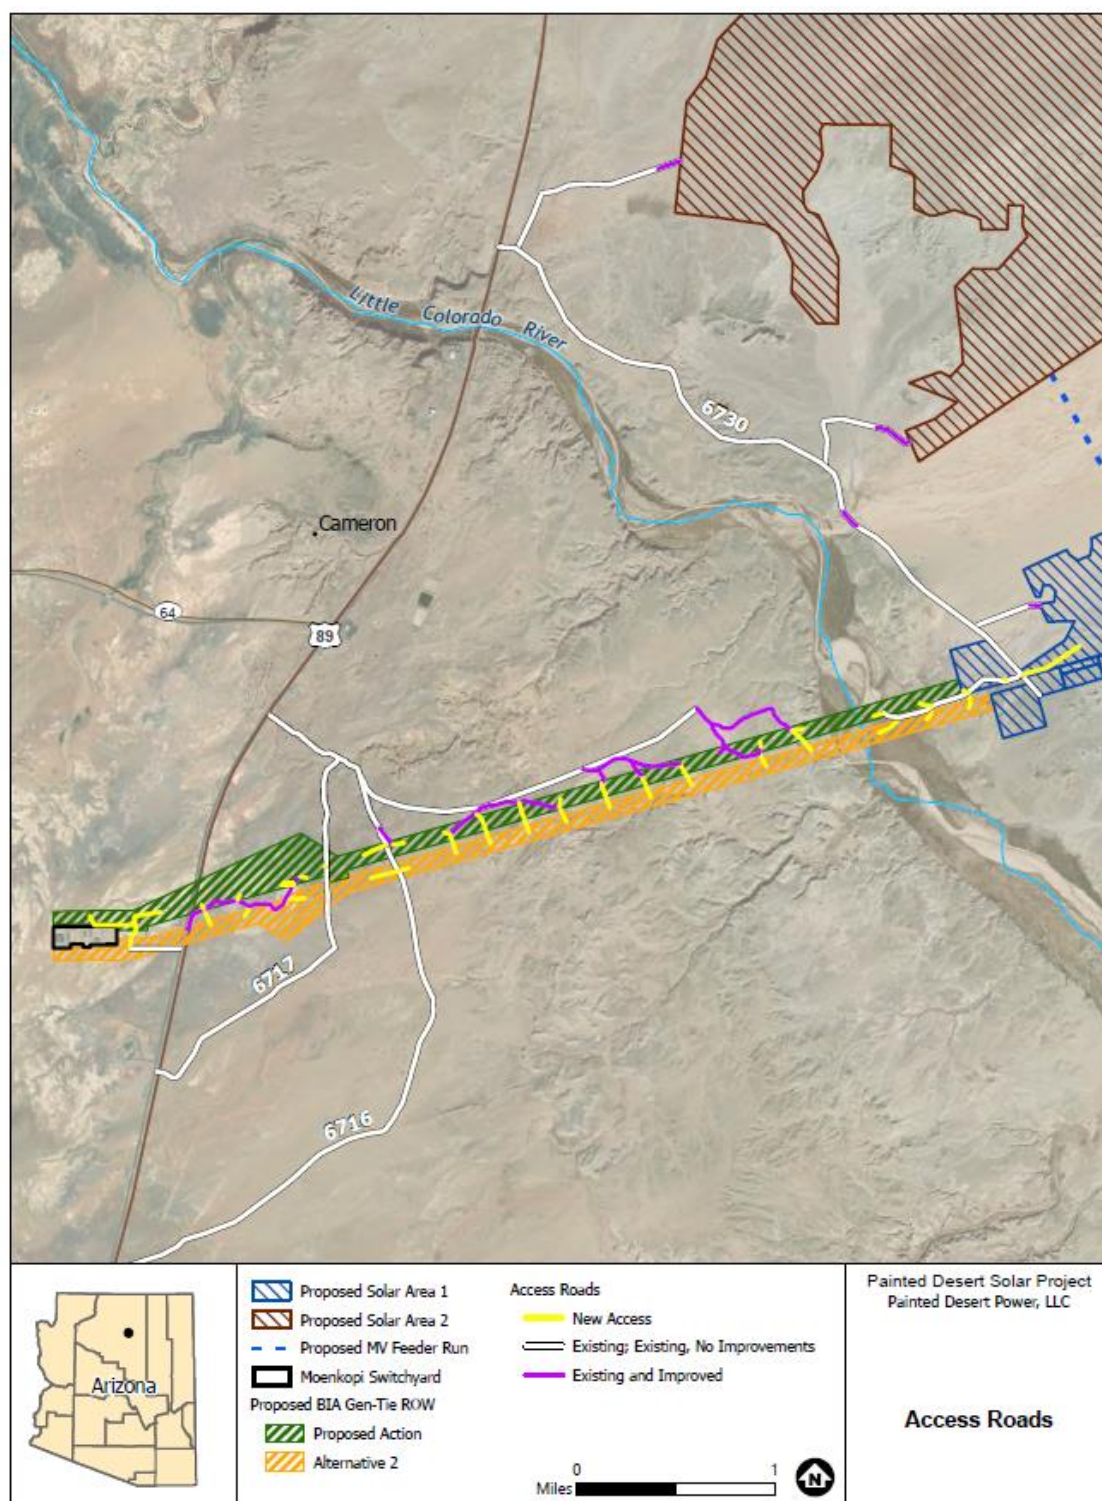 Little Colorado River
6730
Cameron
64
89
6717
6716
Arizona
Proposed Solar Area 1
Proposed Solar Area 2
Proposed MV Feeder Run
Moenkopi Switchyard
Proposed BIA Gen-Tie ROW
Proposed Action
Alternative 2
Access Roads
New Access
Existing; Existing, No Improvements
Existing and Improved
0 1
Miles
N
Painted Desert Solar Project
Painted Desert Power, LLC
Access Roads